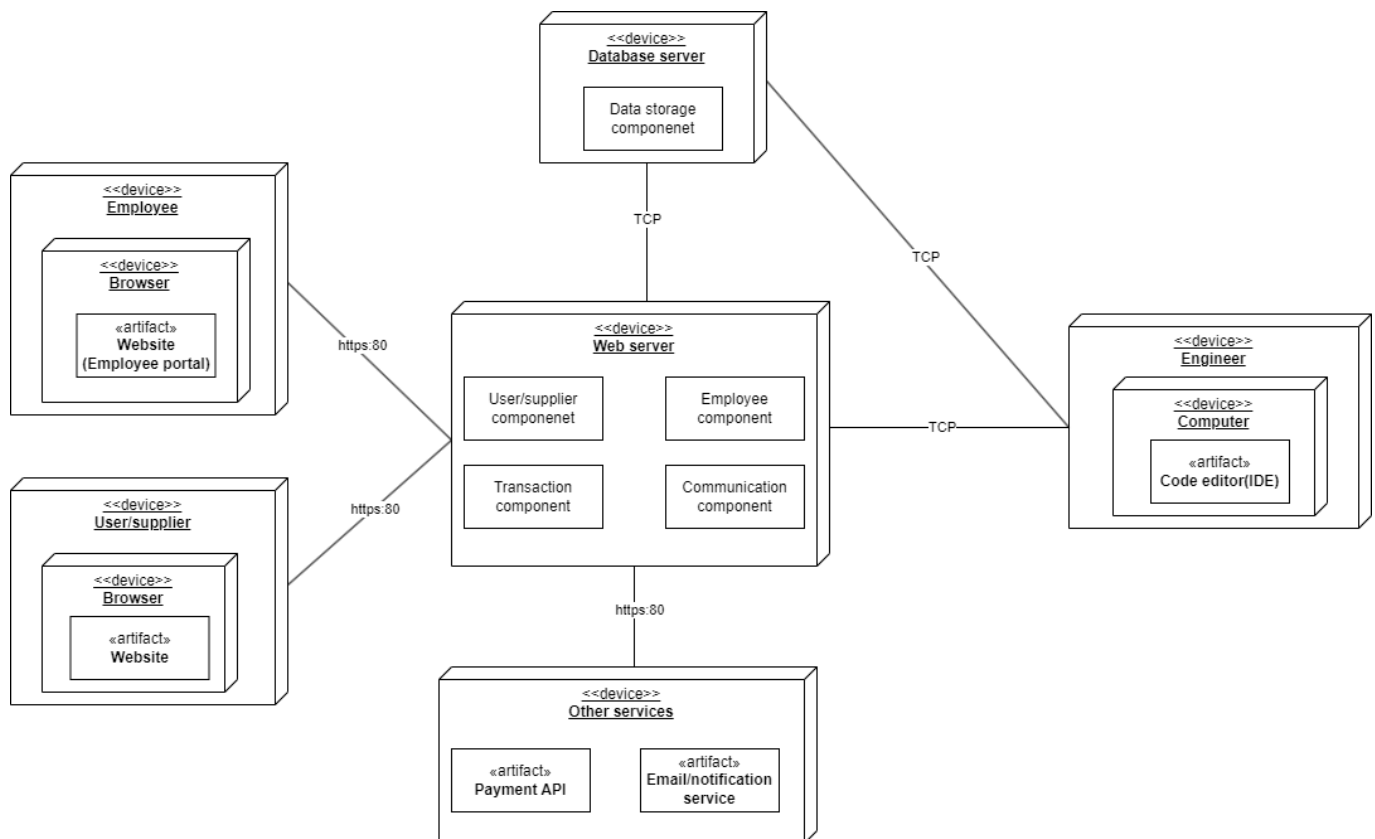 <<device>>
Database server
Data storage
componenet
<<device>>
Employee
<<device>>
Browser
«artifact»
Website
(Employee portal)
TCP
TCP
https:80
<<device>>
Web server
User/supplier
componenet
Employee
component
Transaction
component
Communication
component
TCP
<<device>>
Engineer
<<device>>
Computer
«artifact»
Code editor(IDE)
<<device>>
User/supplier
<<device>>
Browser
«artifact»
Website
https:80
https:80
<<device>>
Other services
«artifact»
Payment API
«artifact»
Email/notification
service